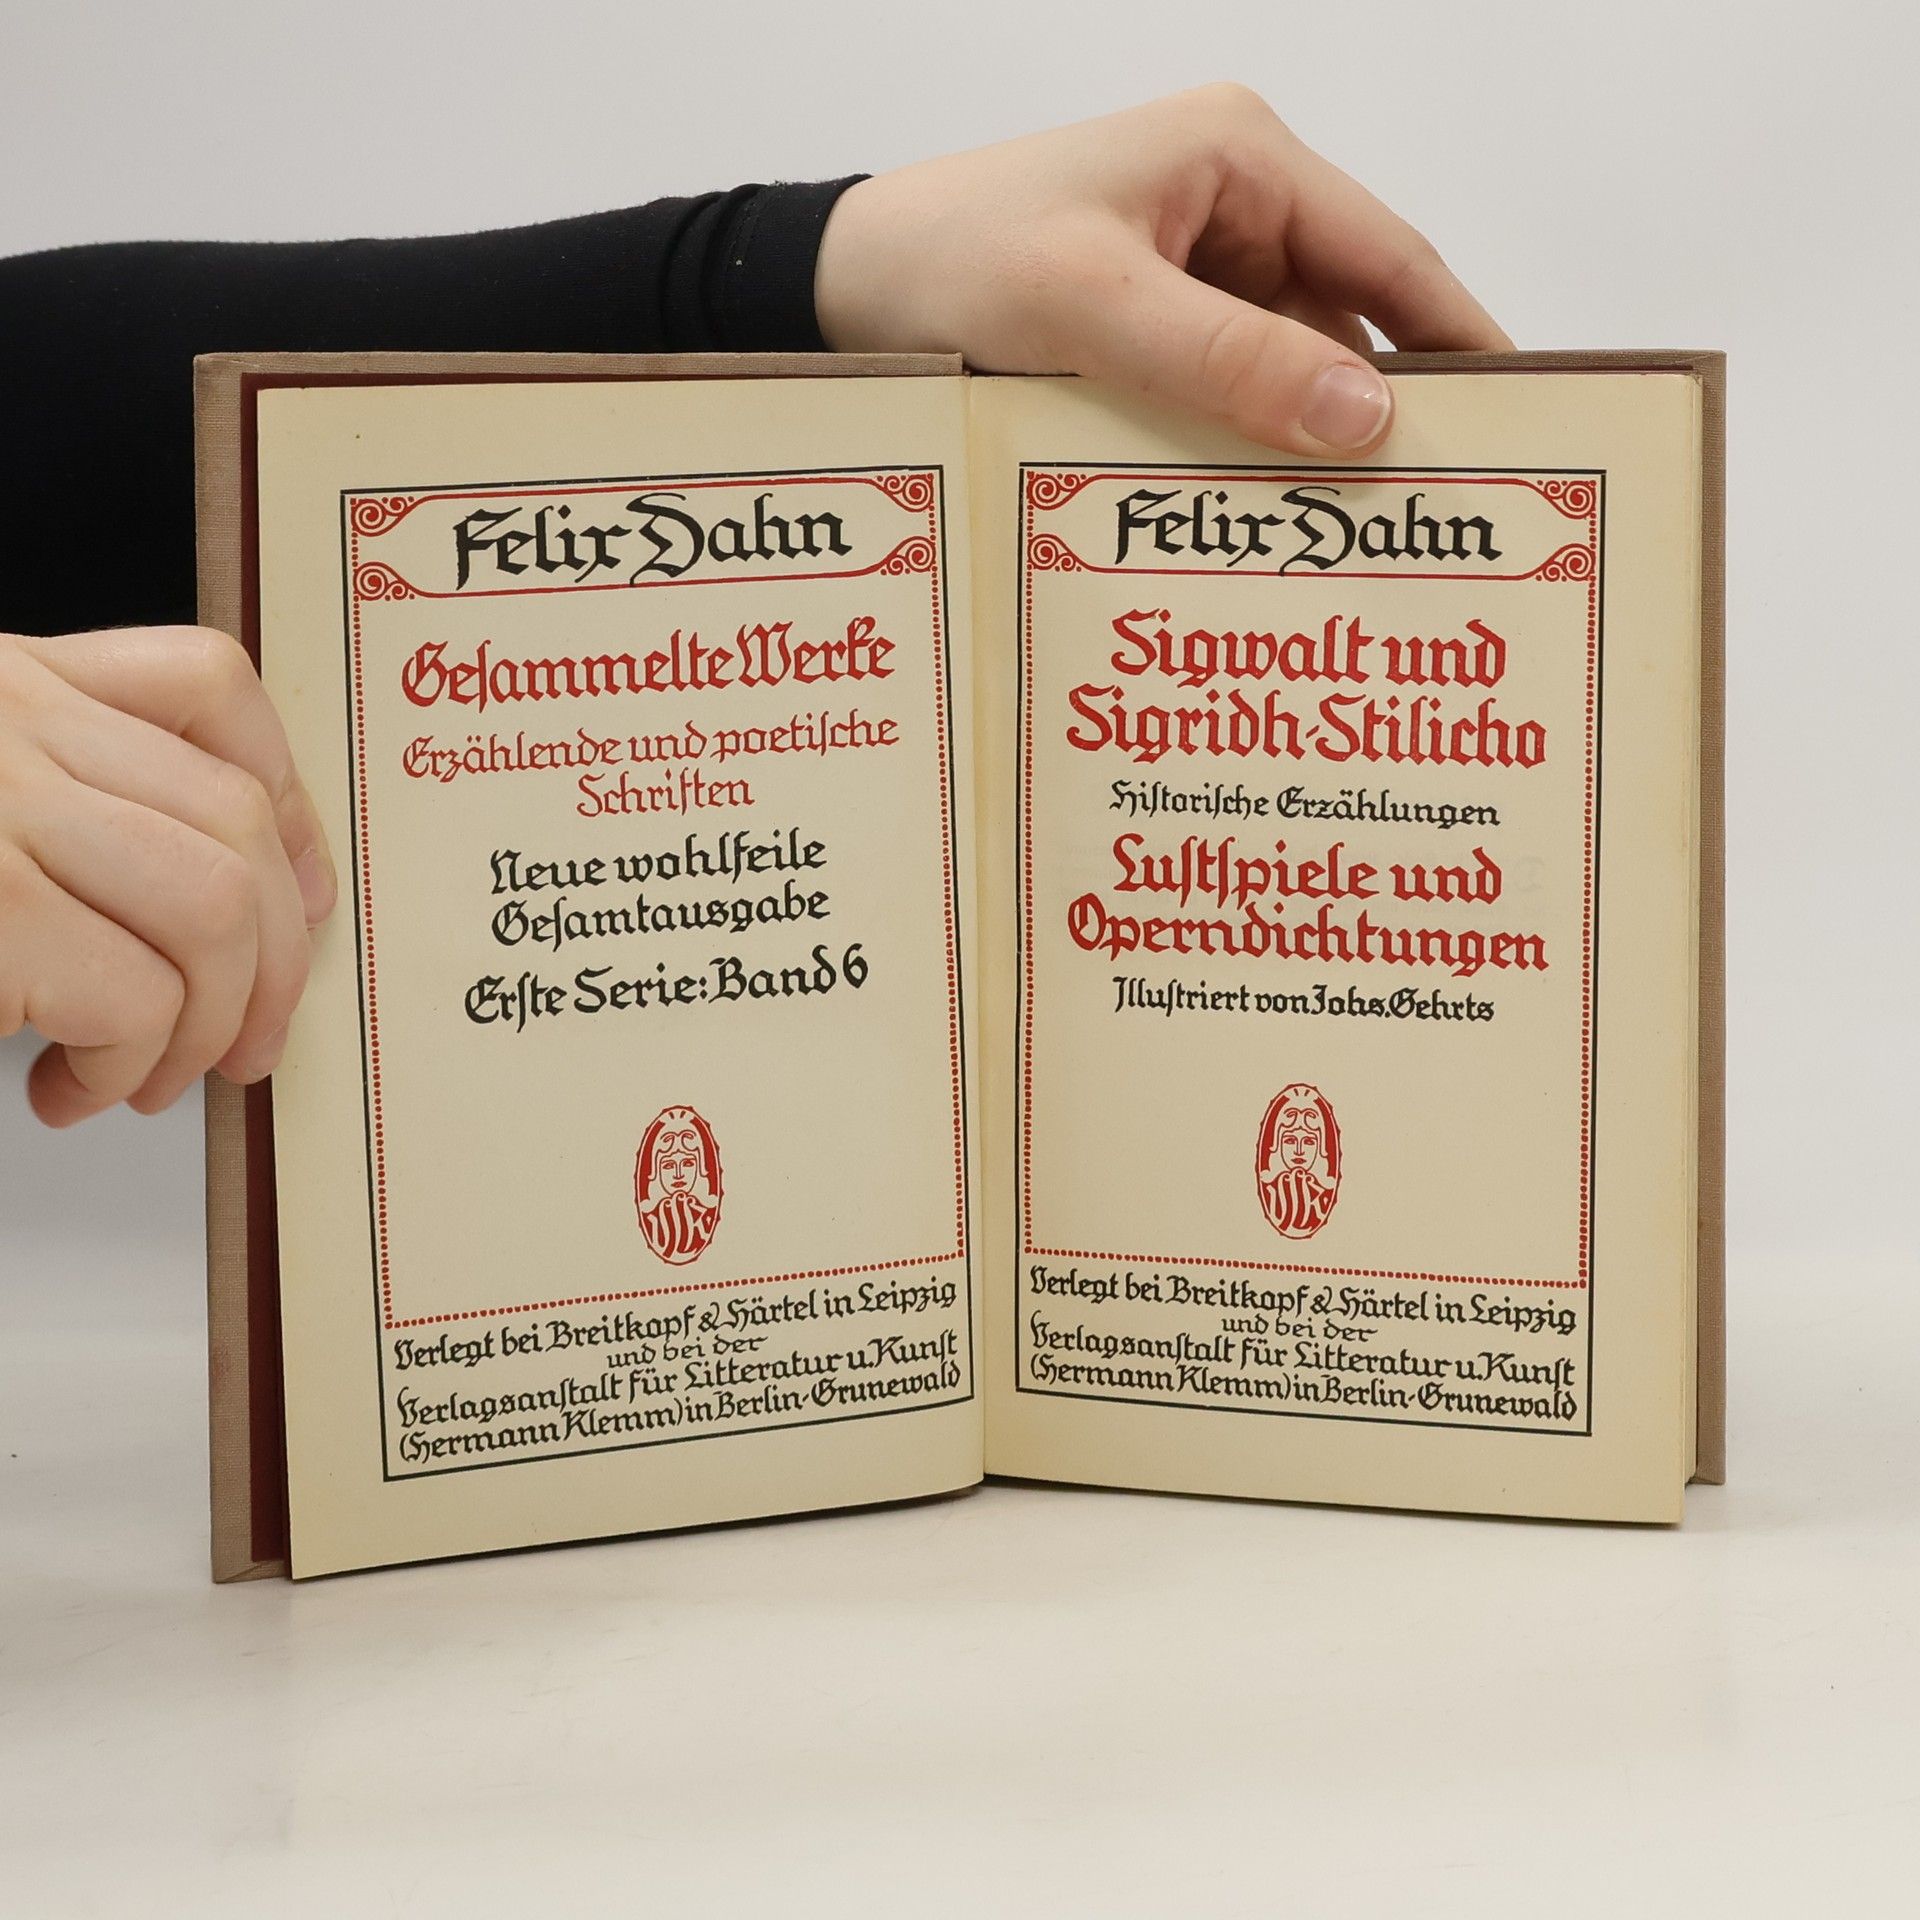 Felix Dahn
Gesammelte Werke
Erzählende und poetische
Schriften
Neue wohlfeile
Gesamtausgabe
Erste Serie: Band 6
VfLK
Verlegt bei Breitkopf & Härtel in Leipzig
und bei der
Verlagsanstalt für Litteratur u. Kunst
(Hermann Klemm) in Berlin-Grunewald
Felix Dahn
Sigwalt und
Sigridh-Stilicho
Historische Erzählungen
Lustspiele und
Operndichtungen
Illustriert von Johs. Gehrts
VfLK
Verlegt bei Breitkopf & Härtel in Leipzig
und bei der
Verlagsanstalt für Litteratur u. Kunst
(Hermann Klemm) in Berlin-Grunewald